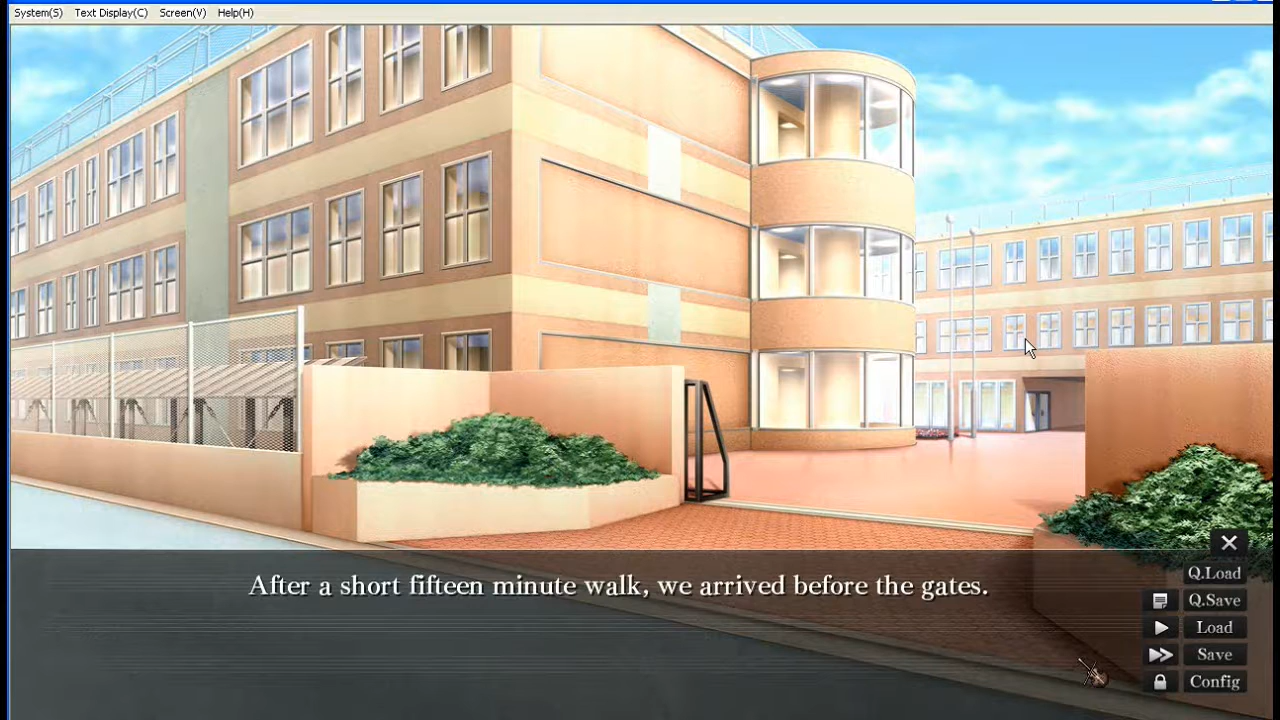 System(S) Text Display(C) Screen(V) Help(H)
After a short fifteen minute walk, we arrived before the gates.
Q.Load
Q.Save
Load
Save
Config